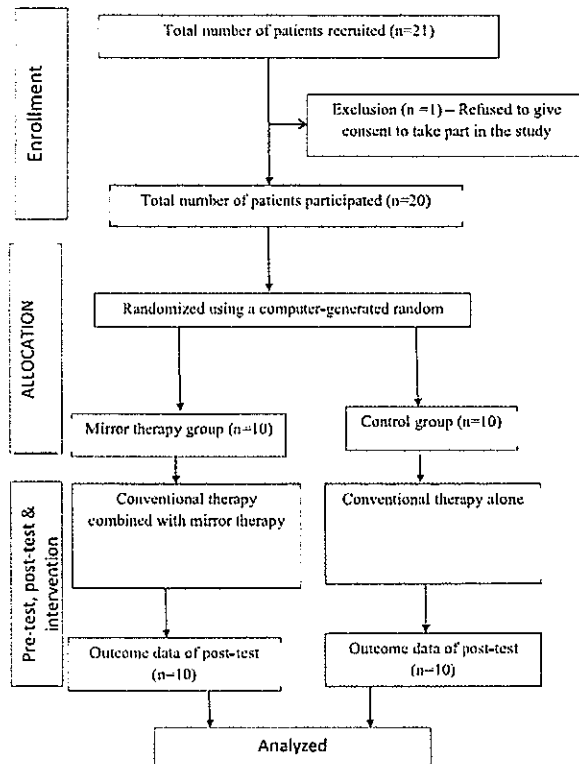 Total number of patients recruited (n=21)
Enrollment
Exclusion (n =1) – Refused to give
consent to take part in the study
Total number of patients participated (n=20)
ALLOCATION
Randomized using a computer-generated random
Mirror therapy group (n=10)
Control group (n=10)
Pre-test, post-test &
intervention
Conventional therapy
combined with mirror therapy
Conventional therapy alone
Outcome data of post-test
(n=10)
Outcome data of post-test
(n=10)
Analyzed